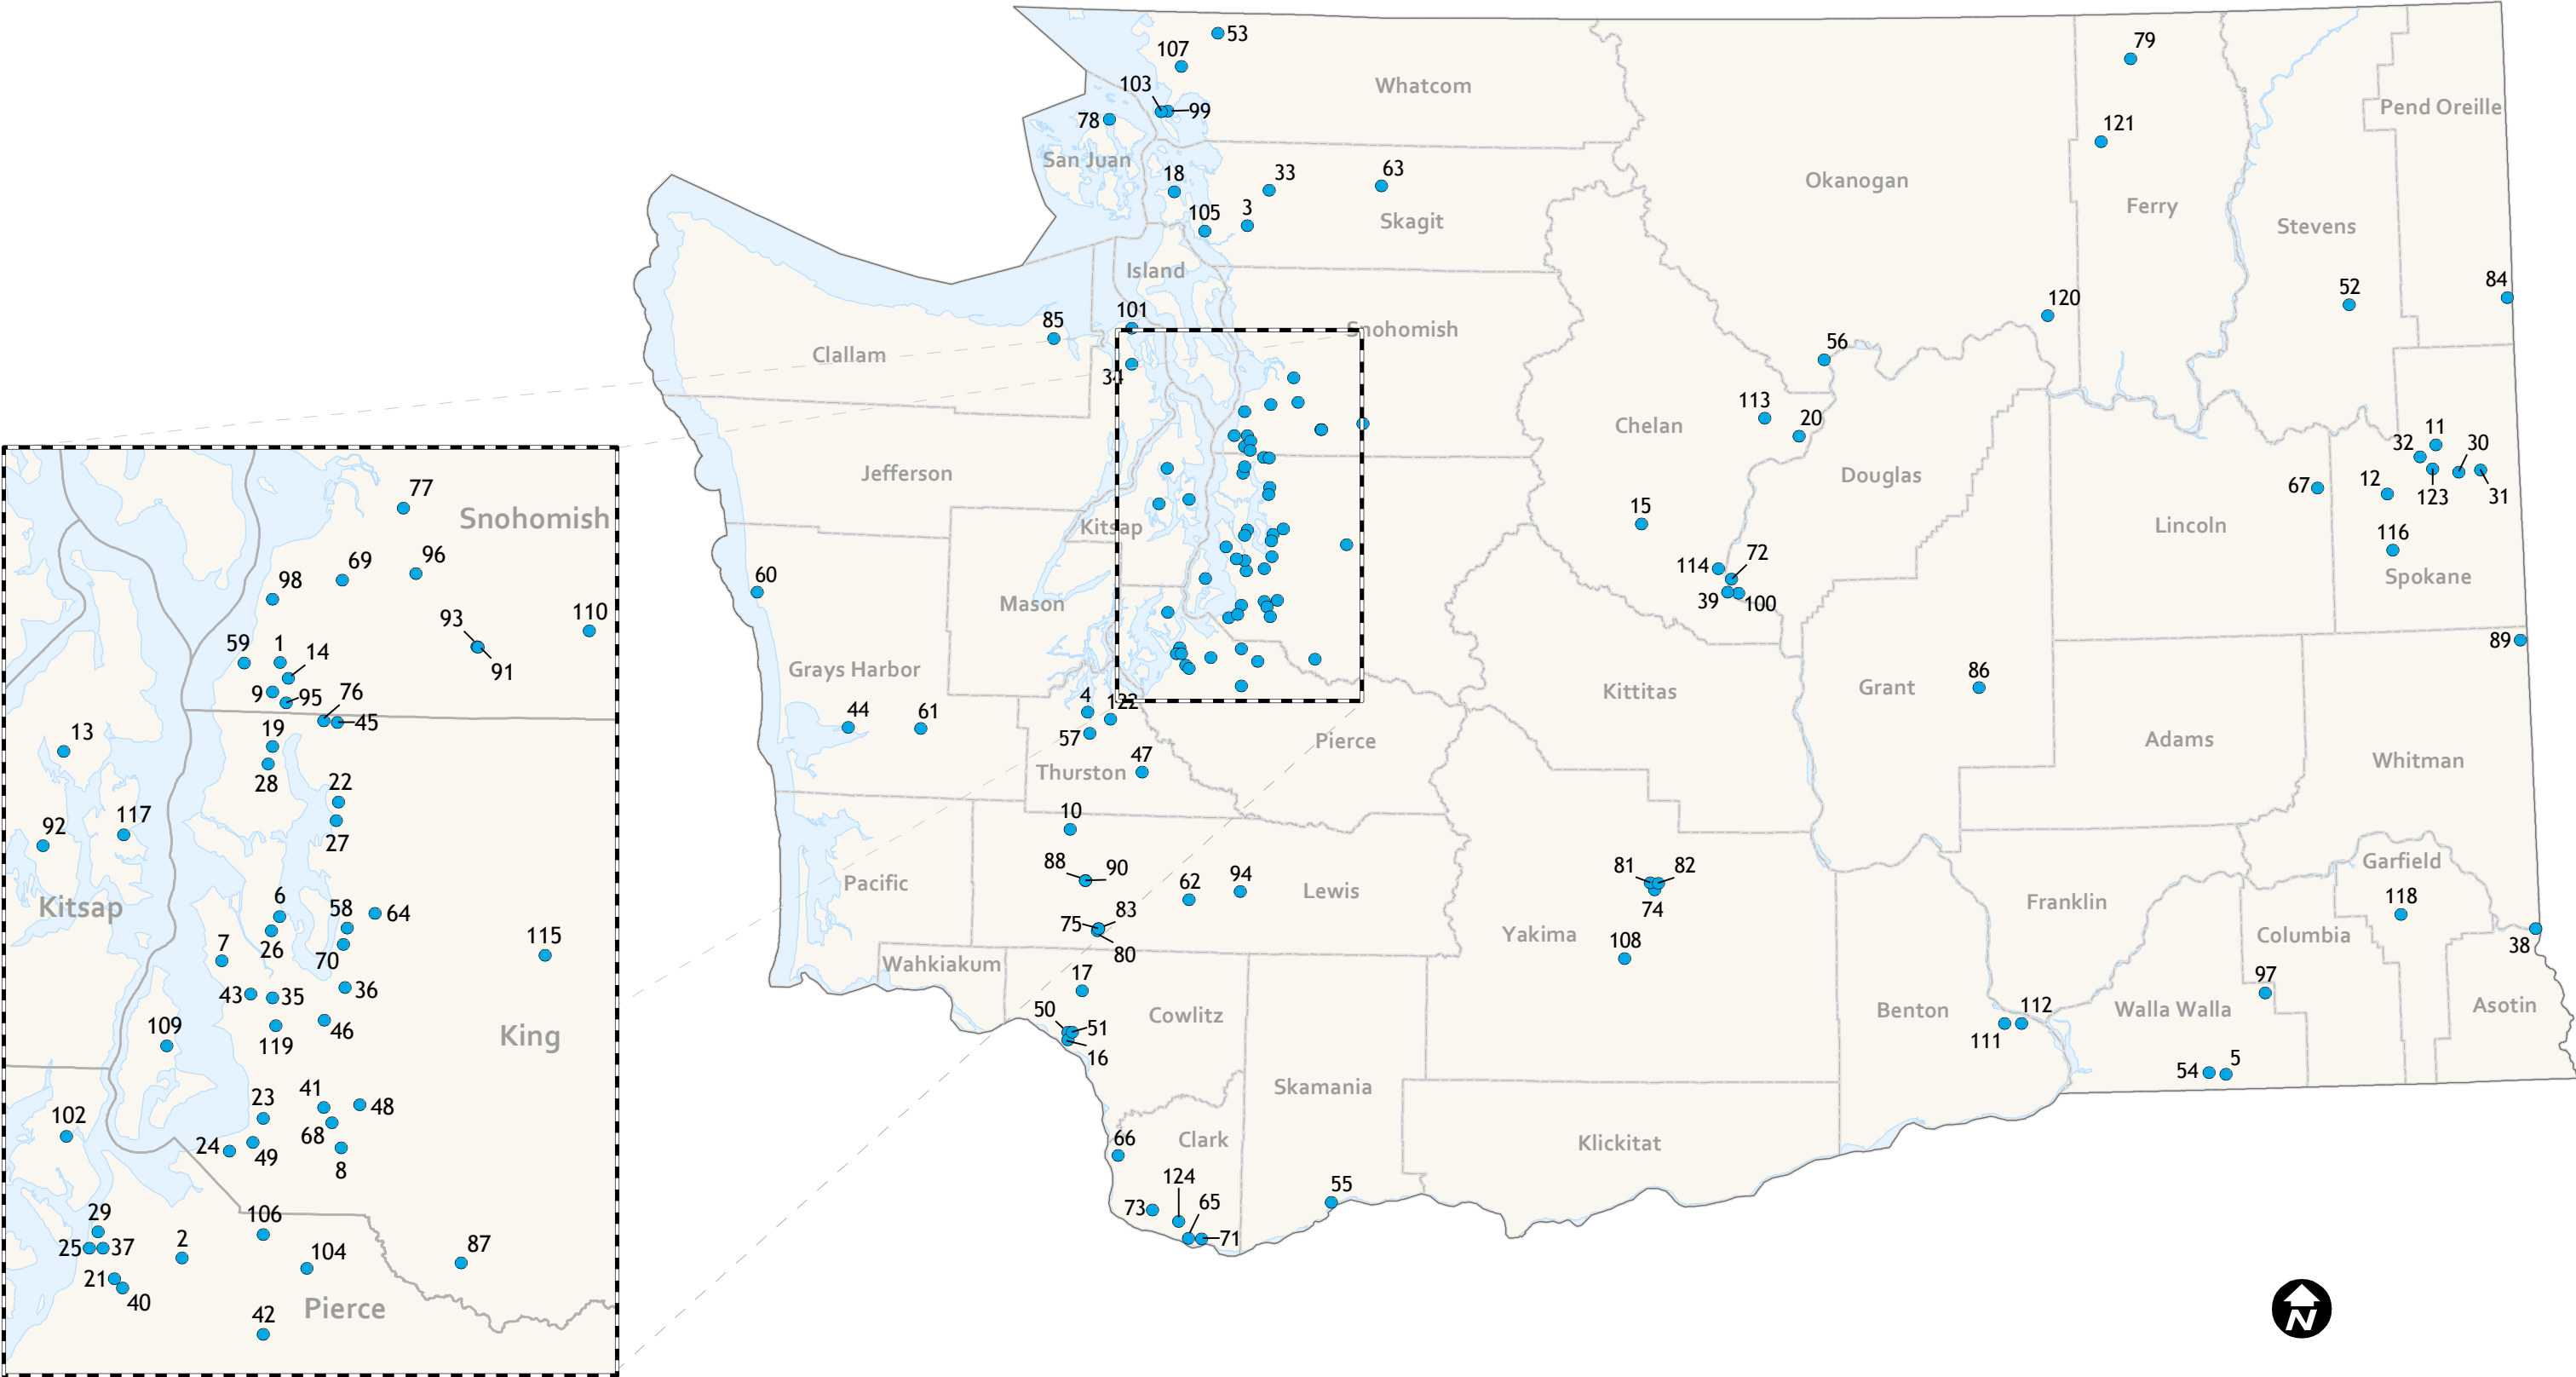 53
107
79
Whatcom
103
99
Pend Oreille
78
121
San Juan
18
33
63
Okanogan
105
3
Skagit
Ferry
Stevens
Island
84
52
120
101
85
Snohomish
Clallam
56
34
113
20
Chelan
11
32
30
Jefferson
Douglas
67
12
123
31
15
Kitsap
Lincoln
116
72
114
Spokane
60
Mason
39
100
89
Grays Harbor
86
Kittitas
Grant
4
122
44
61
57
Pierce
Adams
47
Thurston
Whitman
10
88
90
62
94
81
82
Garfield
Pacific
Lewis
Franklin
118
74
75
83
Yakima
108
Columbia
38
80
Wahkiakum
17
97
50
51
Cowlitz
Benton
112
Walla Walla
Asotin
111
16
54
5
Skamania
66
Clark
Klickitat
124
55
73
65
71
77
Snohomish
69
96
98
93
110
59
1
14
91
9
95
76
45
13
19
28
22
92
117
27
6
58
64
Kitsap
26
7
70
115
43
35
36
109
46
King
119
41
23
48
102
68
24
49
8
29
106
25
37
2
104
87
21
40
Pierce
42
N